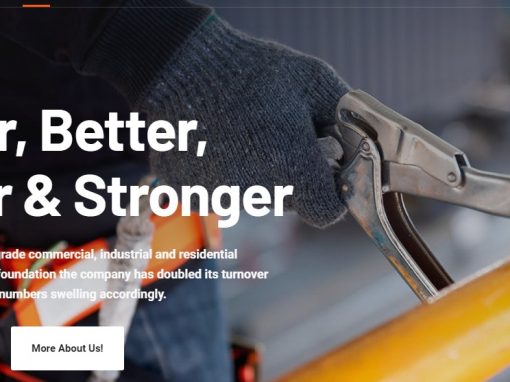 r, Better,
r & Stronger
grade commercial, industrial and residential
foundation the company has doubled its turnover
numbers swelling accordingly.
More About Us!